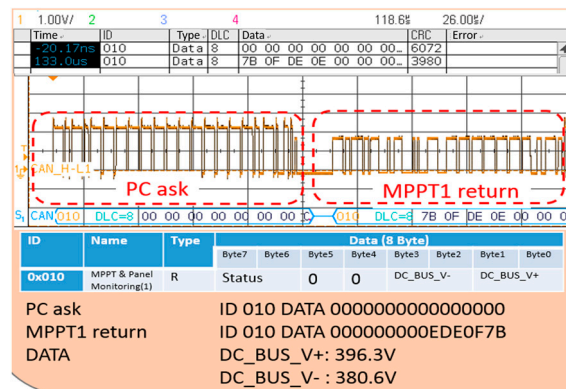 1 1.00V/ 2 3 4 118.6% 26.00%/
Time ID Type DLC Data CRC Error
-20.17ns 010 Data 8 00 00 00 00 00 00 00… 6072
133.0us 010 Data 8 7B 0F DE 0E 00 00 00… 3980
CAN_H-L1
PC ask MPPT1 return
S1 CAN 010 DLC=8 00 00 00 00 00 00 00 00 010 DLC=8 7B 0F DE 0E 00 00 0
ID Name Type Data (8 Byte)
Byte7 Byte6 Byte5 Byte4 Byte3 Byte2 Byte1 Byte0
0x010 MPPT & Panel Monitoring(1) R Status 0 0 DC_BUS_V- DC_BUS_V+
PC ask ID 010 DATA 0000000000000000
MPPT1 return ID 010 DATA 000000000EDE0F7B
DATA DC_BUS_V+: 396.3V
DC_BUS_V- : 380.6V